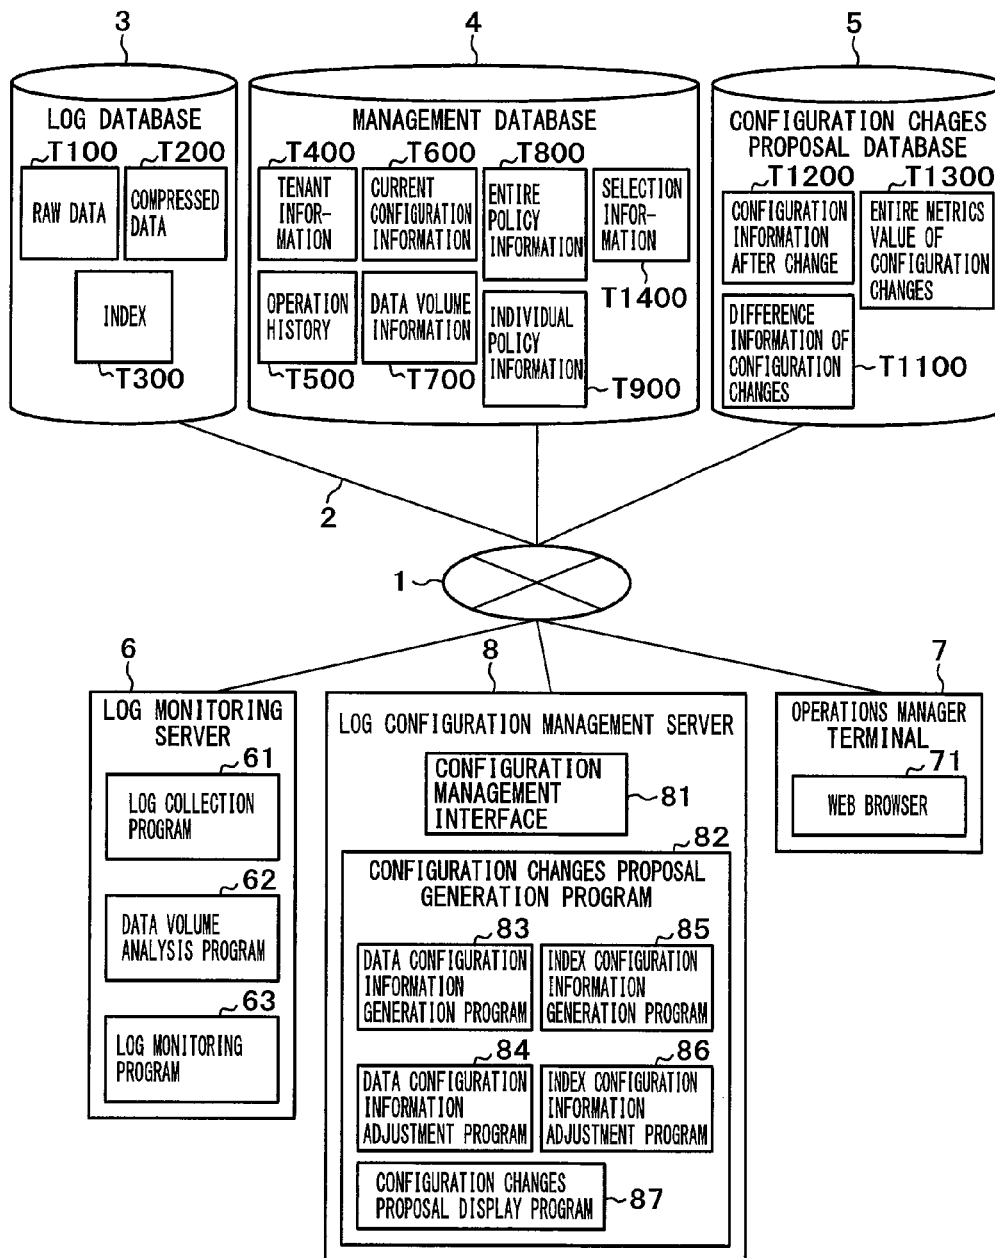 3
4
5
LOG DATABASE
T100
T200
RAW DATA
COMPRESSED
DATA
INDEX
T300
MANAGEMENT DATABASE
T400
T600
T800
TENANT
INFOR-
MATION
CURRENT
CONFIGURATION
INFORMATION
ENTIRE
POLICY
INFORMATION
SELECTION
INFOR-
MATION
T1400
OPERATION
HISTORY
DATA VOLUME
INFORMATION
INDIVIDUAL
POLICY
INFORMATION
T500
T700
T900
CONFIGURATION CHAGES
PROPOSAL DATABASE
T1200
T1300
CONFIGURATION
INFORMATION
AFTER CHANGE
ENTIRE METRICS
VALUE OF
CONFIGURATION
CHANGES
DIFFERENCE
INFORMATION OF
CONFIGURATION
CHANGES
T1100
2
1
6
LOG MONITORING
SERVER
61
LOG COLLECTION
PROGRAM
62
DATA VOLUME
ANALYSIS PROGRAM
63
LOG MONITORING
PROGRAM
8
LOG CONFIGURATION MANAGEMENT SERVER
CONFIGURATION
MANAGEMENT
INTERFACE
81
82
CONFIGURATION CHANGES PROPOSAL
GENERATION PROGRAM
83
DATA CONFIGURATION
INFORMATION
GENERATION PROGRAM
85
INDEX CONFIGURATION
INFORMATION
GENERATION PROGRAM
84
DATA CONFIGURATION
INFORMATION
ADJUSTMENT PROGRAM
86
INDEX CONFIGURATION
INFORMATION
ADJUSTMENT PROGRAM
CONFIGURATION CHANGES
PROPOSAL DISPLAY PROGRAM
87
7
OPERATIONS MANAGER
TERMINAL
71
WEB BROWSER